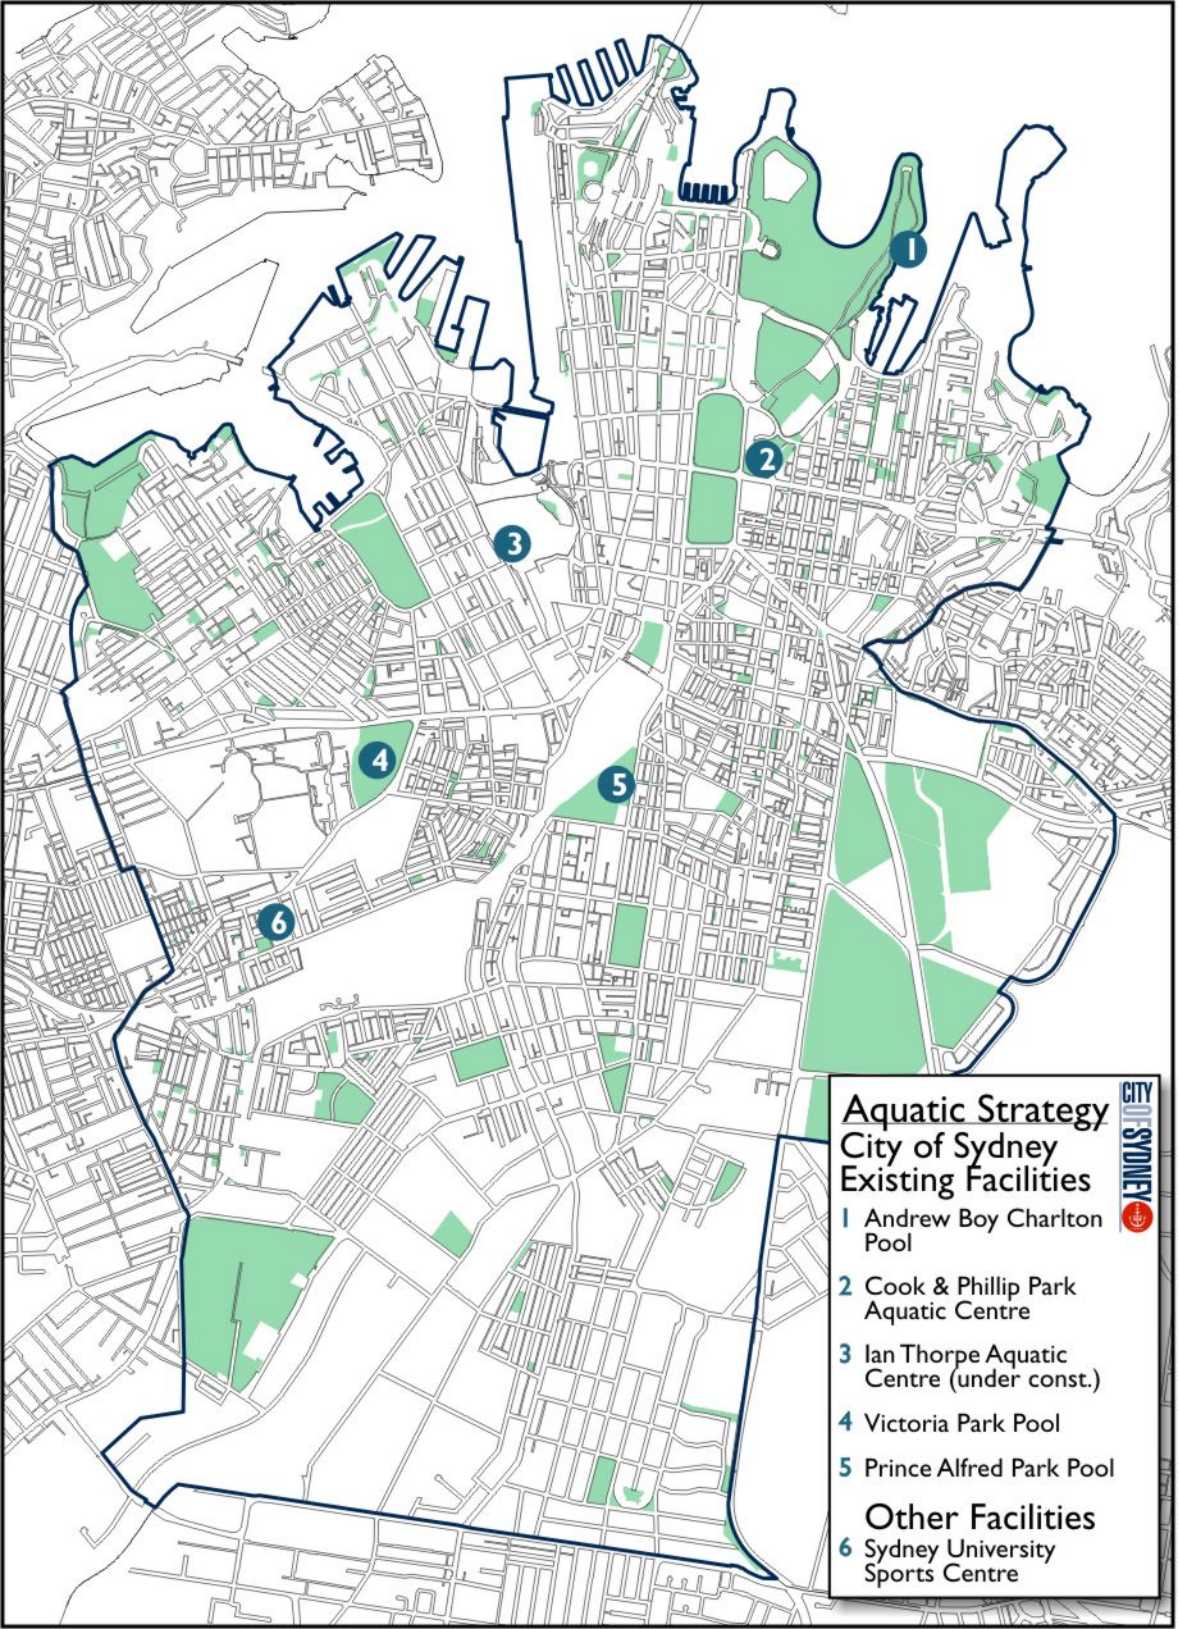 1
2
3
4
5
6
Aquatic Strategy
City of Sydney
Existing Facilities
CITY OF SYDNEY
1 Andrew Boy Charlton
Pool
2 Cook & Phillip Park
Aquatic Centre
3 Ian Thorpe Aquatic
Centre (under const.)
4 Victoria Park Pool
5 Prince Alfred Park Pool
Other Facilities
6 Sydney University
Sports Centre